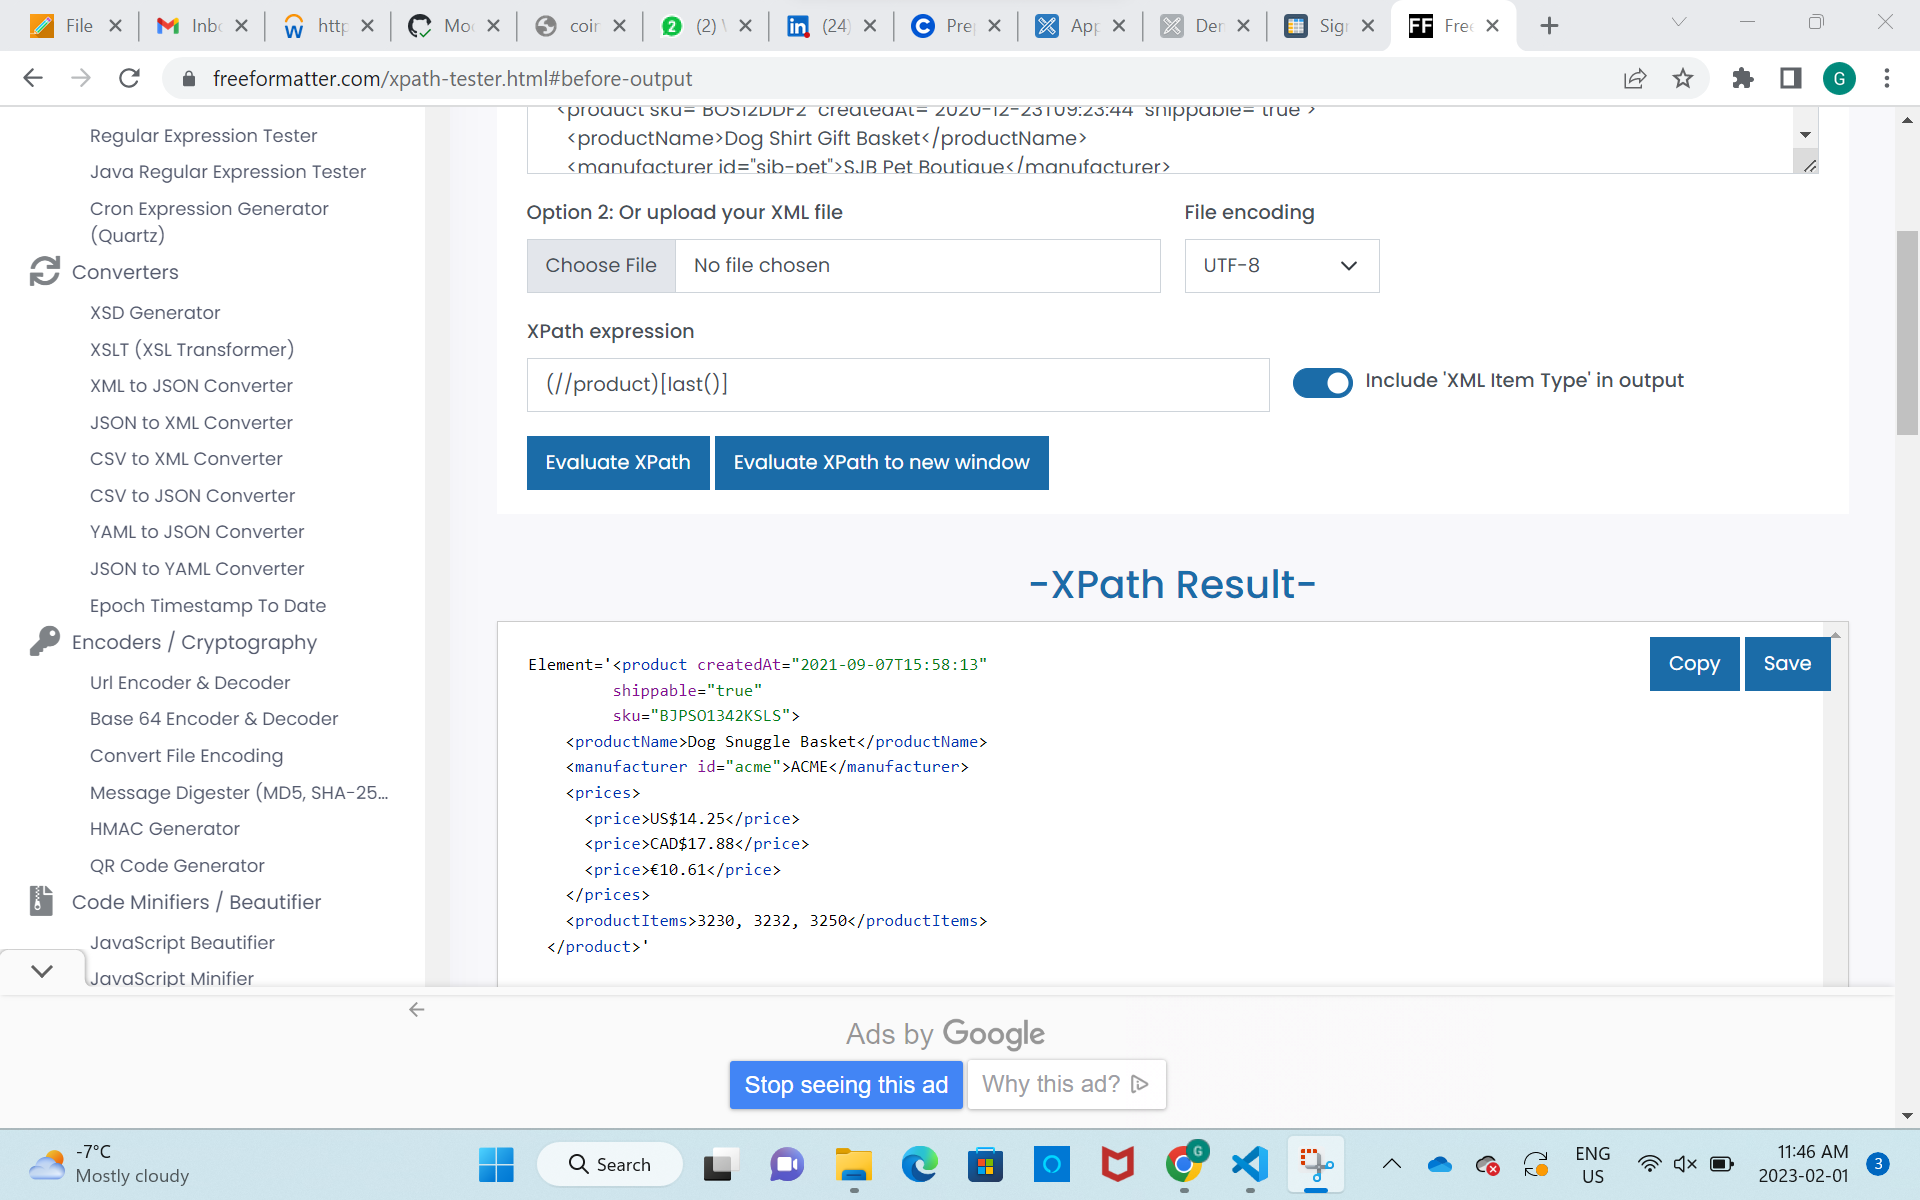 File
Inbo
http
Moc
coin
(2) W
(24)
Prep
App
Den
Sign
Free
freeformatter.com/xpath-tester.html#before-output
G
Regular Expression Tester
Java Regular Expression Tester
Cron Expression Generator
(Quartz)
Converters
XSD Generator
XSLT (XSL Transformer)
XML to JSON Converter
JSON to XML Converter
CSV to XML Converter
CSV to JSON Converter
YAML to JSON Converter
JSON to YAML Converter
Epoch Timestamp To Date
Encoders / Cryptography
Url Encoder & Decoder
Base 64 Encoder & Decoder
Convert File Encoding
Message Digester (MD5, SHA-25...
HMAC Generator
QR Code Generator
Code Minifiers / Beautifier
JavaScript Beautifier
JavaScript Minifier
<product sku="BOS12DDF2" createdAt="2020-12-23T09:23:44" shippable="true">
<productName>Dog Shirt Gift Basket</productName>
<manufacturer id="sjb-pet">SJB Pet Boutique</manufacturer>
Option 2: Or upload your XML file
File encoding
Choose File No file chosen
UTF-8
XPath expression
(//product)[last()]
Include 'XML Item Type' in output
Evaluate XPath
Evaluate XPath to new window
-XPath Result-
Copy
Save
Element='<product createdAt="2021-09-07T15:58:13"
shippable="true"
sku="BJPSO1342KSLS">
<productName>Dog Snuggle Basket</productName>
<manufacturer id="acme">ACME</manufacturer>
<prices>
<price>US$14.25</price>
<price>CAD$17.88</price>
<price>€10.61</price>
</prices>
<productItems>3230, 3232, 3250</productItems>
</product>'
Ads by Google
Stop seeing this ad
Why this ad?
-7°C
Mostly cloudy
Search
G
ENG
US
11:46 AM
2023-02-01
3